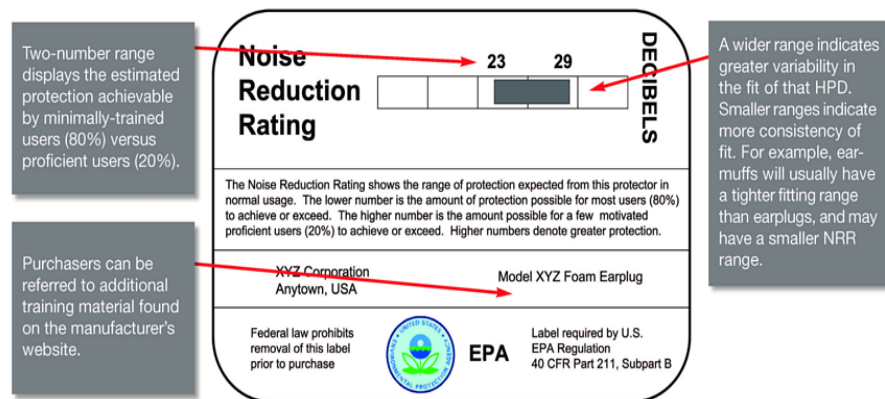 Two-number range
displays the estimated
protection achievable
by minimally-trained
users (80%) versus
proficient users (20%).
Purchasers can be
referred to additional
training material found
on the manufacturer's
website.
Noise
Reduction
Rating
23 29
DECIBELS
The Noise Reduction Rating shows the range of protection expected from this protector in
normal usage. The lower number is the amount of protection possible for most users (80%)
to achieve or exceed. The higher number is the amount possible for a few motivated
proficient users (20%) to achieve or exceed. Higher numbers denote greater protection.
XYZ Corporation
Anytown, USA
Model XYZ Foam Earplug
Federal law prohibits
removal of this label
prior to purchase
UNITED STATES
ENVIRONMENTAL PROTECTION AGENCY
EPA
Label required by U.S.
EPA Regulation
40 CFR Part 211, Subpart B
A wider range indicates
greater variability in
the fit of that HPD.
Smaller ranges indicate
more consistency of
fit. For example, ear-
muffs will usually have
a tighter fitting range
than earplugs, and may
have a smaller NRR
range.